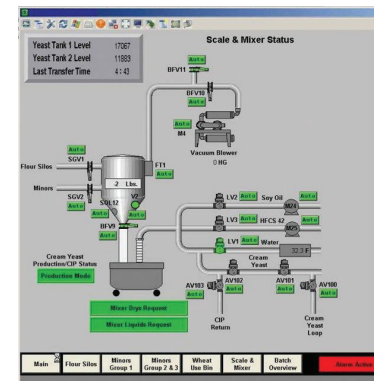 Scale & Mixer Status
Yeast Tank 1 Level 17067
Yeast Tank 2 Level 11883
Last Transfer Time 4:43
Auto
BFV11
Auto
BFV10
Auto
M4
Vacuum Blower
0 HG
Auto
SGV1
Flour Silos
Auto
FT1
Minors
SGV2
Auto
.2 Lbs.
SOL12
V2
Auto
Auto
BFV9
Auto
LV2 Auto Soy Oil
M24
Auto
LV3 Auto HFCS 42
M25
LV1 Auto Water
32.2 F
Cream Yeast
Production/CIP Status
Production Mode
Cream
Yeast
AV103
Auto
AV102
Auto
AV101
Auto
AV100
Auto
Mixer Drys Request
Mixer Liquids Request
CIP
Return
Cream
Yeast
Loop
Main
Flour Silos
Minors
Group 1
Minors
Group 2 & 3
Wheat
Use Bin
Scale &
Mixer
Batch
Overview
Alarm Active